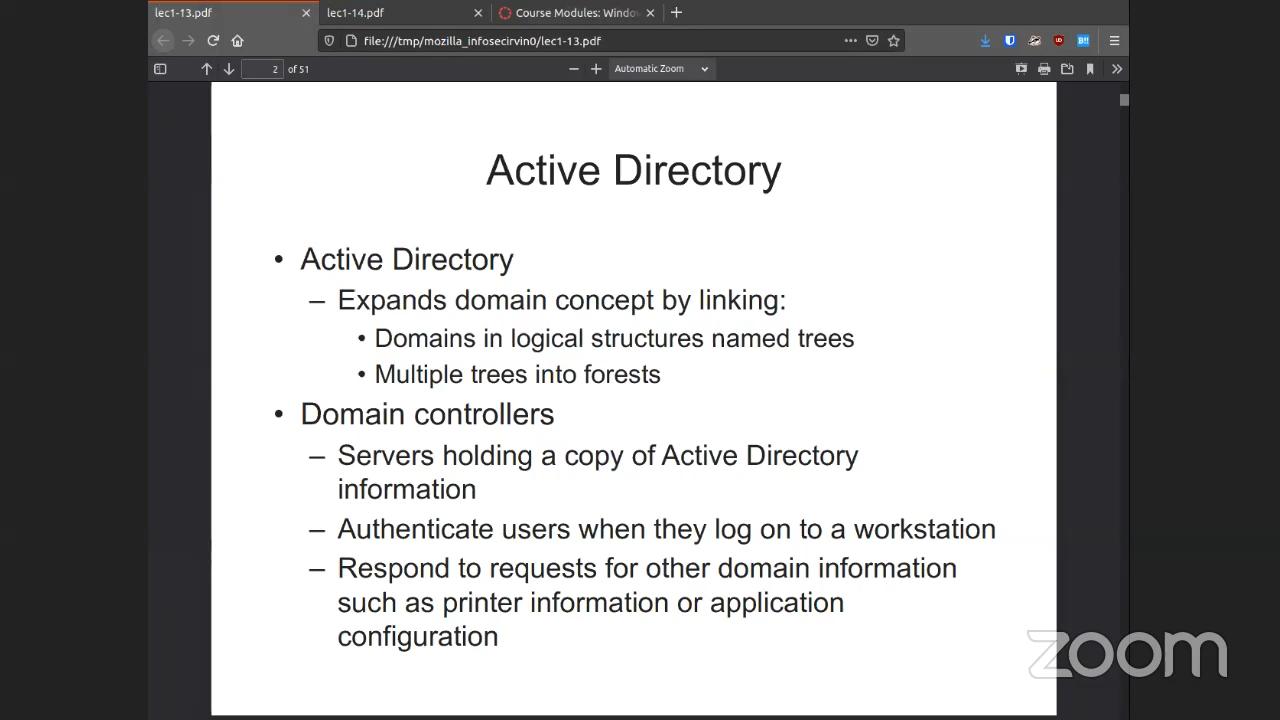 lec1-13.pdf
lec1-14.pdf
Course Modules: Window
file:///tmp/mozilla_infosecirvin0/lec1-13.pdf
2 of 51
Automatic Zoom
Active Directory
• Active Directory
– Expands domain concept by linking:
• Domains in logical structures named trees
• Multiple trees into forests
• Domain controllers
– Servers holding a copy of Active Directory
information
– Authenticate users when they log on to a workstation
– Respond to requests for other domain information
such as printer information or application
configuration
zoom